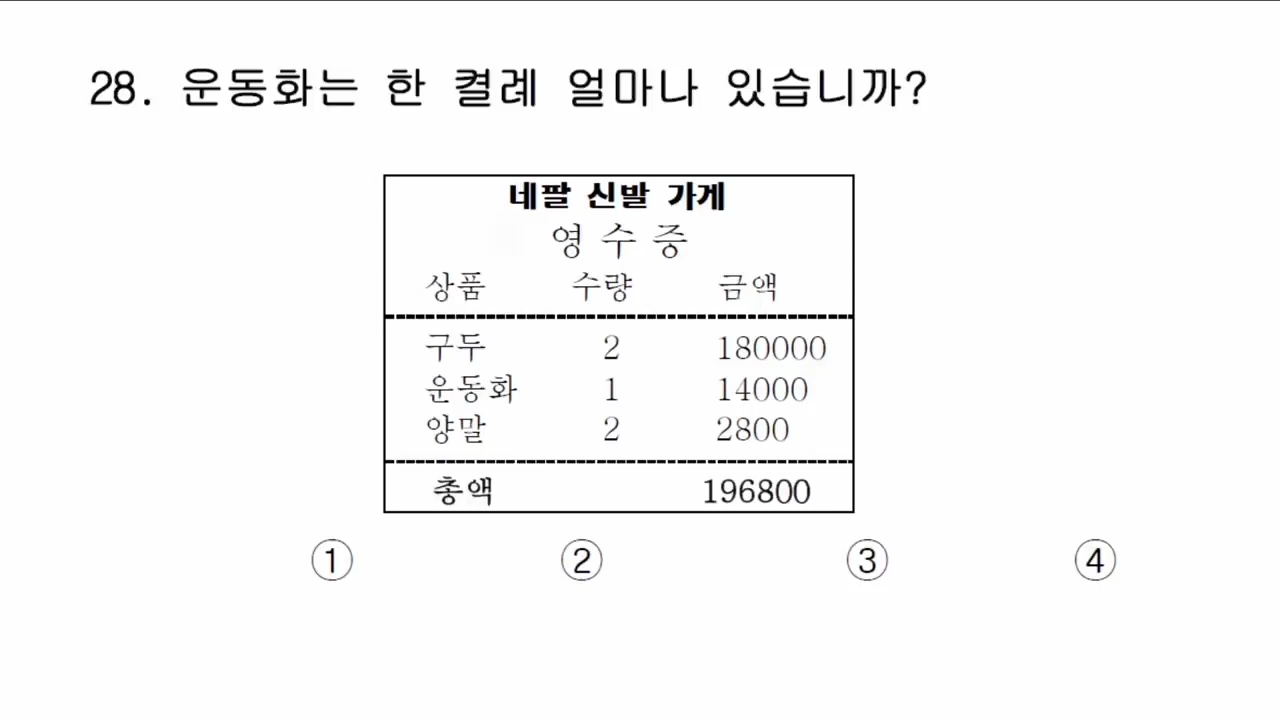 28. 운동화는 한 켤례 얼마나 있습니까?
네팔 신발 가게
영 수 증
상품 수량 금액
구두 2 180000
운동화 1 14000
양말 2 2800
총액 196800
① ② ③ ④